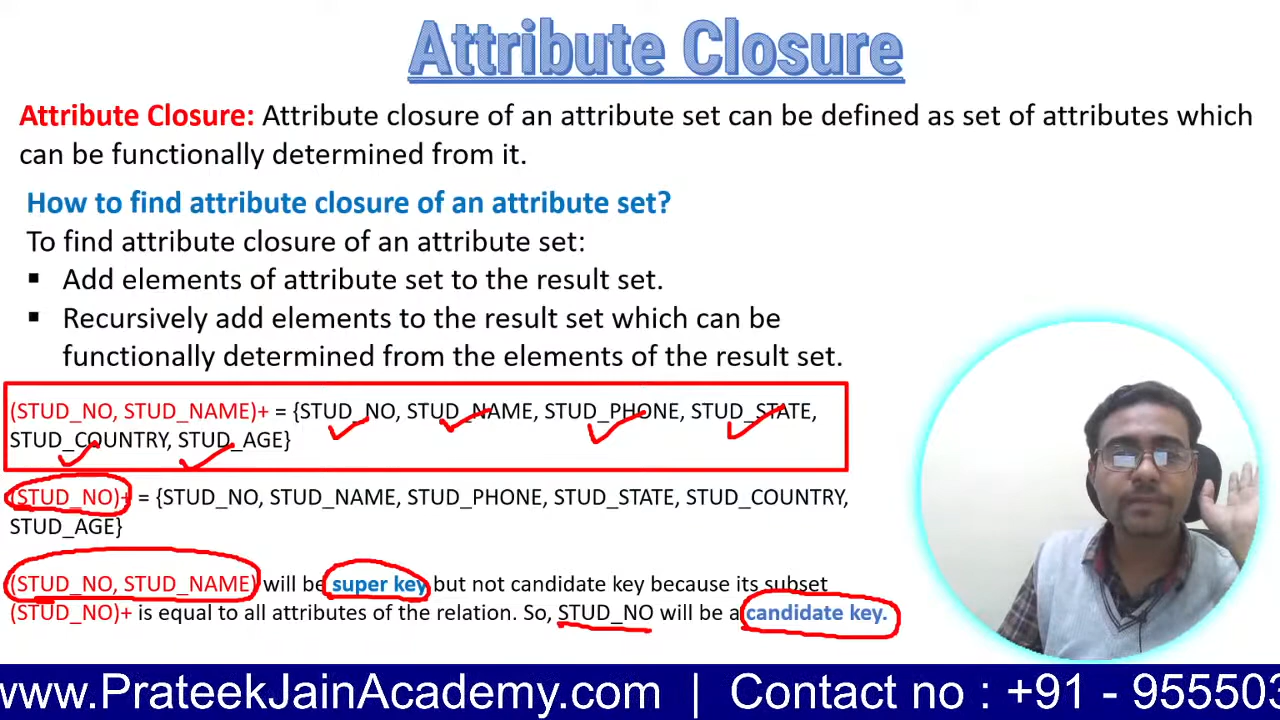 Attribute Closure
Attribute Closure: Attribute closure of an attribute set can be defined as set of attributes which
can be functionally determined from it.
How to find attribute closure of an attribute set?
To find attribute closure of an attribute set:
▪ Add elements of attribute set to the result set.
▪ Recursively add elements to the result set which can be
functionally determined from the elements of the result set.
(STUD_NO, STUD_NAME)+ = {STUD_NO, STUD_NAME, STUD_PHONE, STUD_STATE,
STUD_COUNTRY, STUD_AGE}
(STUD_NO)+ = {STUD_NO, STUD_NAME, STUD_PHONE, STUD_STATE, STUD_COUNTRY,
STUD_AGE}
(STUD_NO, STUD_NAME) will be super key but not candidate key because its subset
(STUD_NO)+ is equal to all attributes of the relation. So, STUD_NO will be a candidate key.
www.PrateekJainAcademy.com | Contact no : +91 - 955503